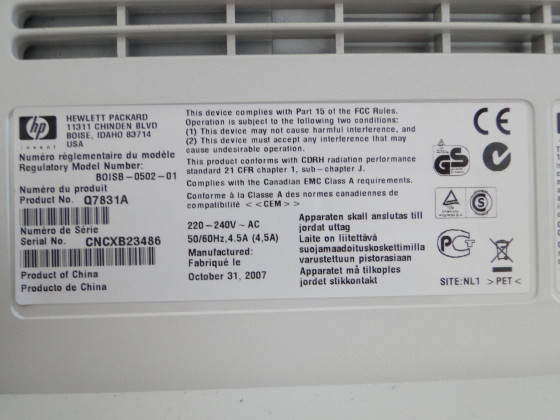 hp
invent
HEWLETT PACKARD
11311 CHINDEN BLVD
BOISE, IDAHO 83714
USA
Numéro règlementaire du modèle
Regulatory Model Number:
BOISB-0502-01
Numéro du produit
Product No. Q7831A
Numéro de Série
Serial No. CNCXB23486
Product of China
Producto de China
This device complies with Part 15 of the FCC Rules.
Operation is subject to the following two conditions:
(1) This device may not cause harmful interference, and
(2) This device must accept any interference that may
cause undesirable operation.
This product conforms with CDRH radiation performance
standard 21 CFR chapter 1, sub-chapter J.
Complies with the Canadian EMC Class A requirements.
Conforme à la Classe A des normes canadiennes de
compatibilité <<CEM>>
220-240V~ AC
50/60Hz, 4.5A (4,5A)
Manufactured:
Fabriqué le
October 31, 2007
Apparaten skall anslutas till
jordat uttag
Laite on liitettävä
suojamaadoituskoskettimilla
varustettuun pistorasiaan
Apparatet må tilkoples
jordet stikkontakt
CE
GS
S
SITE:NL1 >PET<